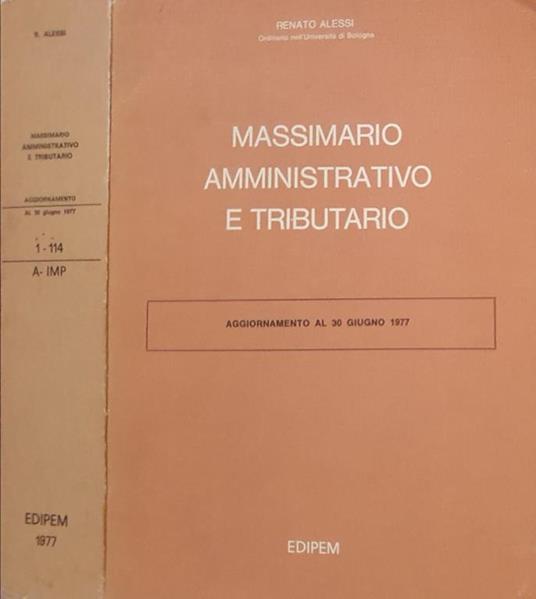 R. ALESSI
MASSIMARIO
AMMINISTRATIVO
E TRIBUTARIO
AGGIORNAMENTO
AL 30 giugno 1977
1-114
A-IMP
EDIPEM
1977
RENATO ALESSI
Ordinario nell'Università di Bologna
MASSIMARIO
AMMINISTRATIVO
E TRIBUTARIO
AGGIORNAMENTO AL 30 GIUGNO 1977
EDIPEM